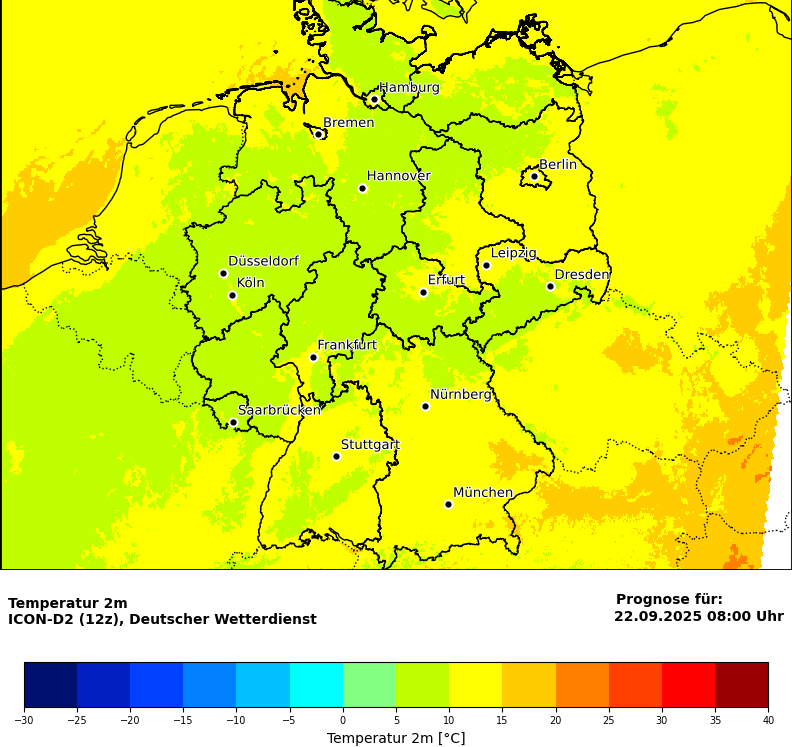 Hamburg
Bremen
Berlin
Hannover
Leipzig
Düsseldorf
Dresden
Erfurt
Köln
Frankfurt
Nürnberg
Saarbrücken
Stuttgart
München
Temperatur 2m
ICON-D2 (12z), Deutscher Wetterdienst
Prognose für:
22.09.2025 08:00 Uhr
−30 −25 −20 −15 −10 −5 0 5 10 15 20 25 30 35 40
Temperatur 2m [°C]